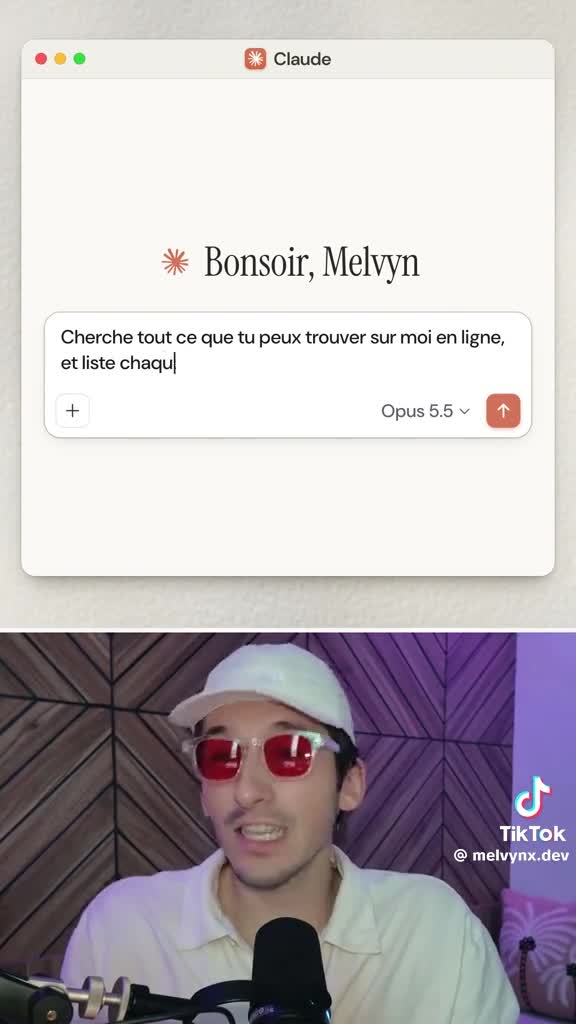 Claude
Bonsoir, Melvyn
Cherche tout ce que tu peux trouver sur moi en ligne,
et liste chaqu
Opus 5.5
TikTok
@ melvynx.dev